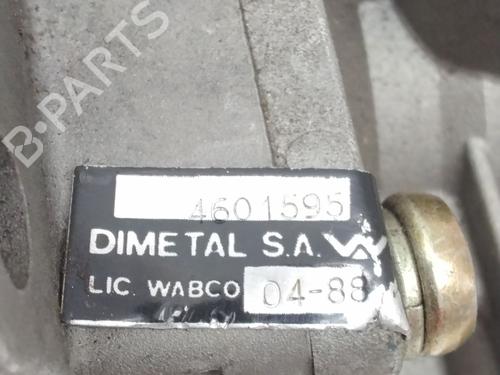 B-PARTS
4601595
DIMETAL S.A.
LIC. WABCO 04-88